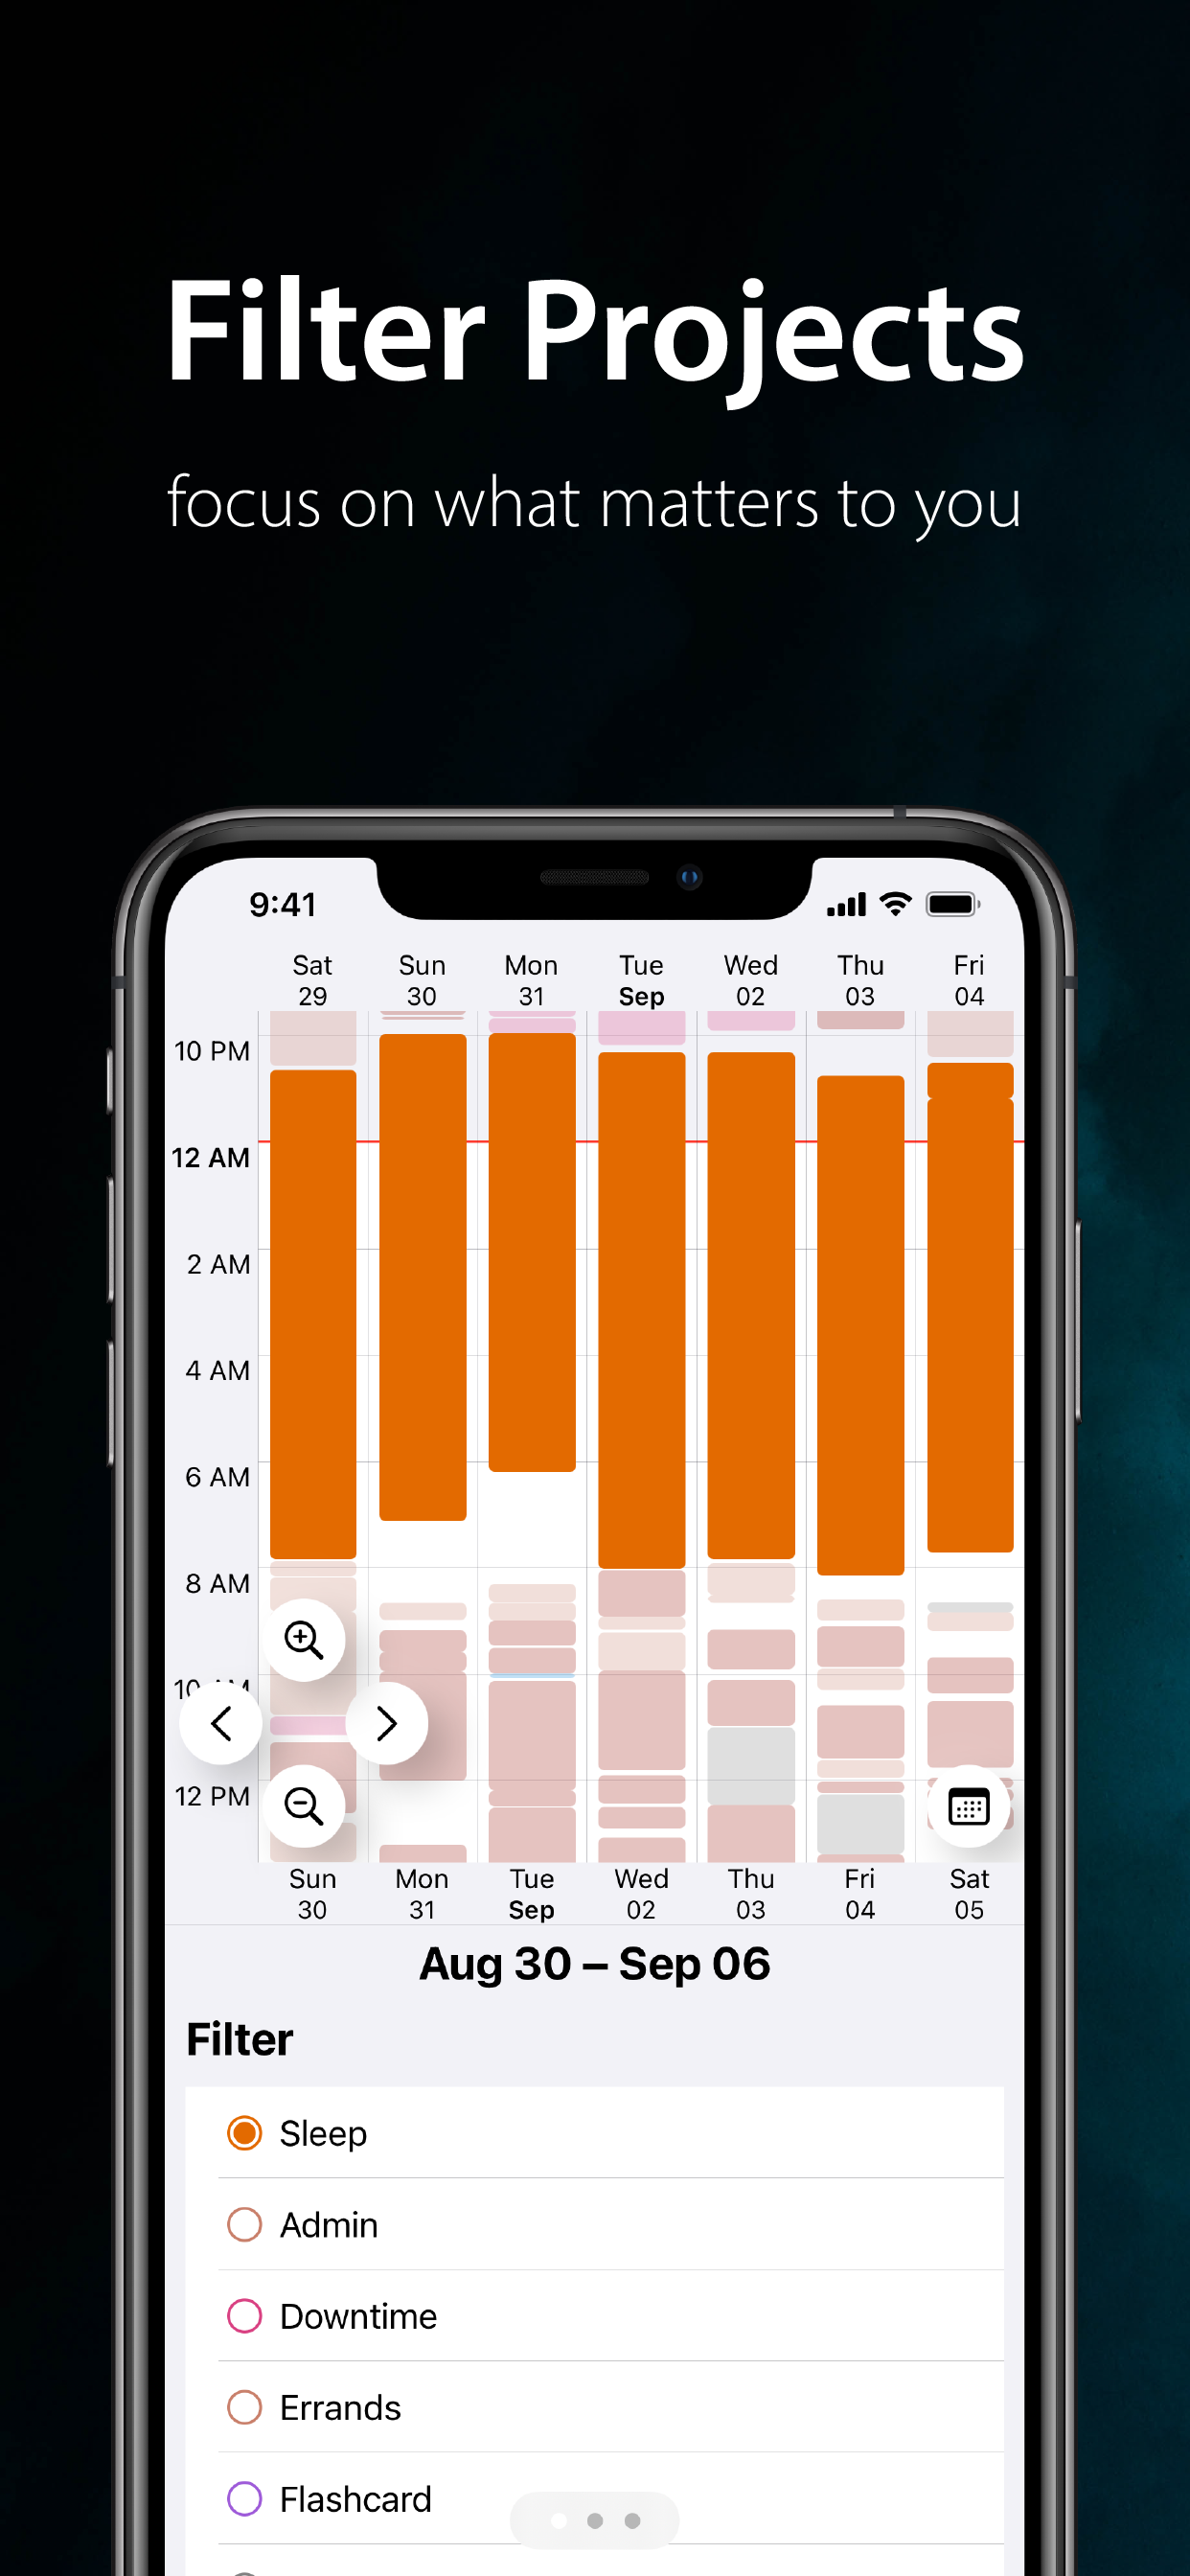 Filter Projects
focus on what matters to you
9:41
Sat Sun Mon Tue Wed Thu Fri
29 30 31 Sep 02 03 04
10 PM
12 AM
2 AM
4 AM
6 AM
8 AM
12 PM
Sun Mon Tue Wed Thu Fri Sat
30 31 Sep 02 03 04 05
Aug 30 – Sep 06
Filter
Sleep
Admin
Downtime
Errands
Flashcard